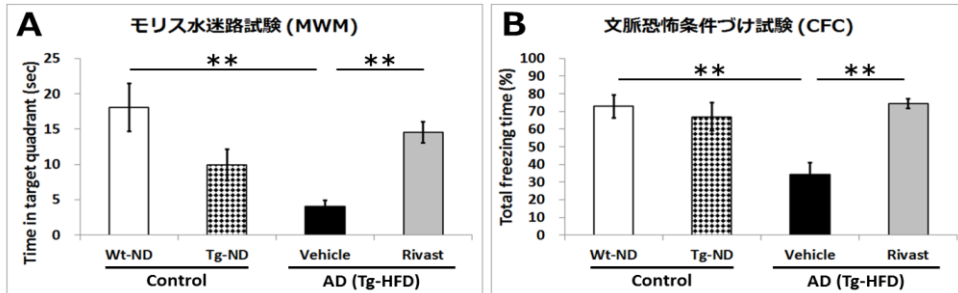 A
モリス水迷路試験 (MWM)
Time in target quadrant (sec)
25
20
15
10
5
0
**
**
Wt-ND Tg-ND Vehicle Rivast
Control AD (Tg-HFD)
B
文脈恐怖条件づけ試験 (CFC)
Total freezing time (%)
100
90
80
70
60
50
40
30
20
10
0
**
**
Wt-ND Tg-ND Vehicle Rivast
Control AD (Tg-HFD)